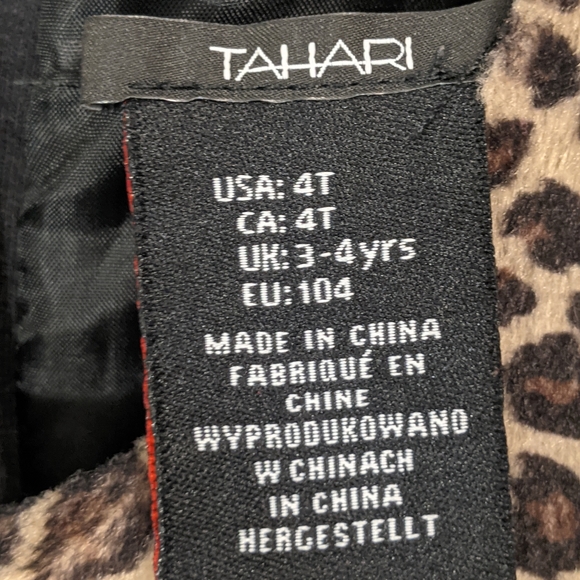 TAHARI
USA: 4T
CA: 4T
UK: 3-4yrs
EU: 104
MADE IN CHINA
FABRIQUÉ EN
CHINE
WYPRODUKOWANO
W CHINACH
IN CHINA
HERGESTELLT